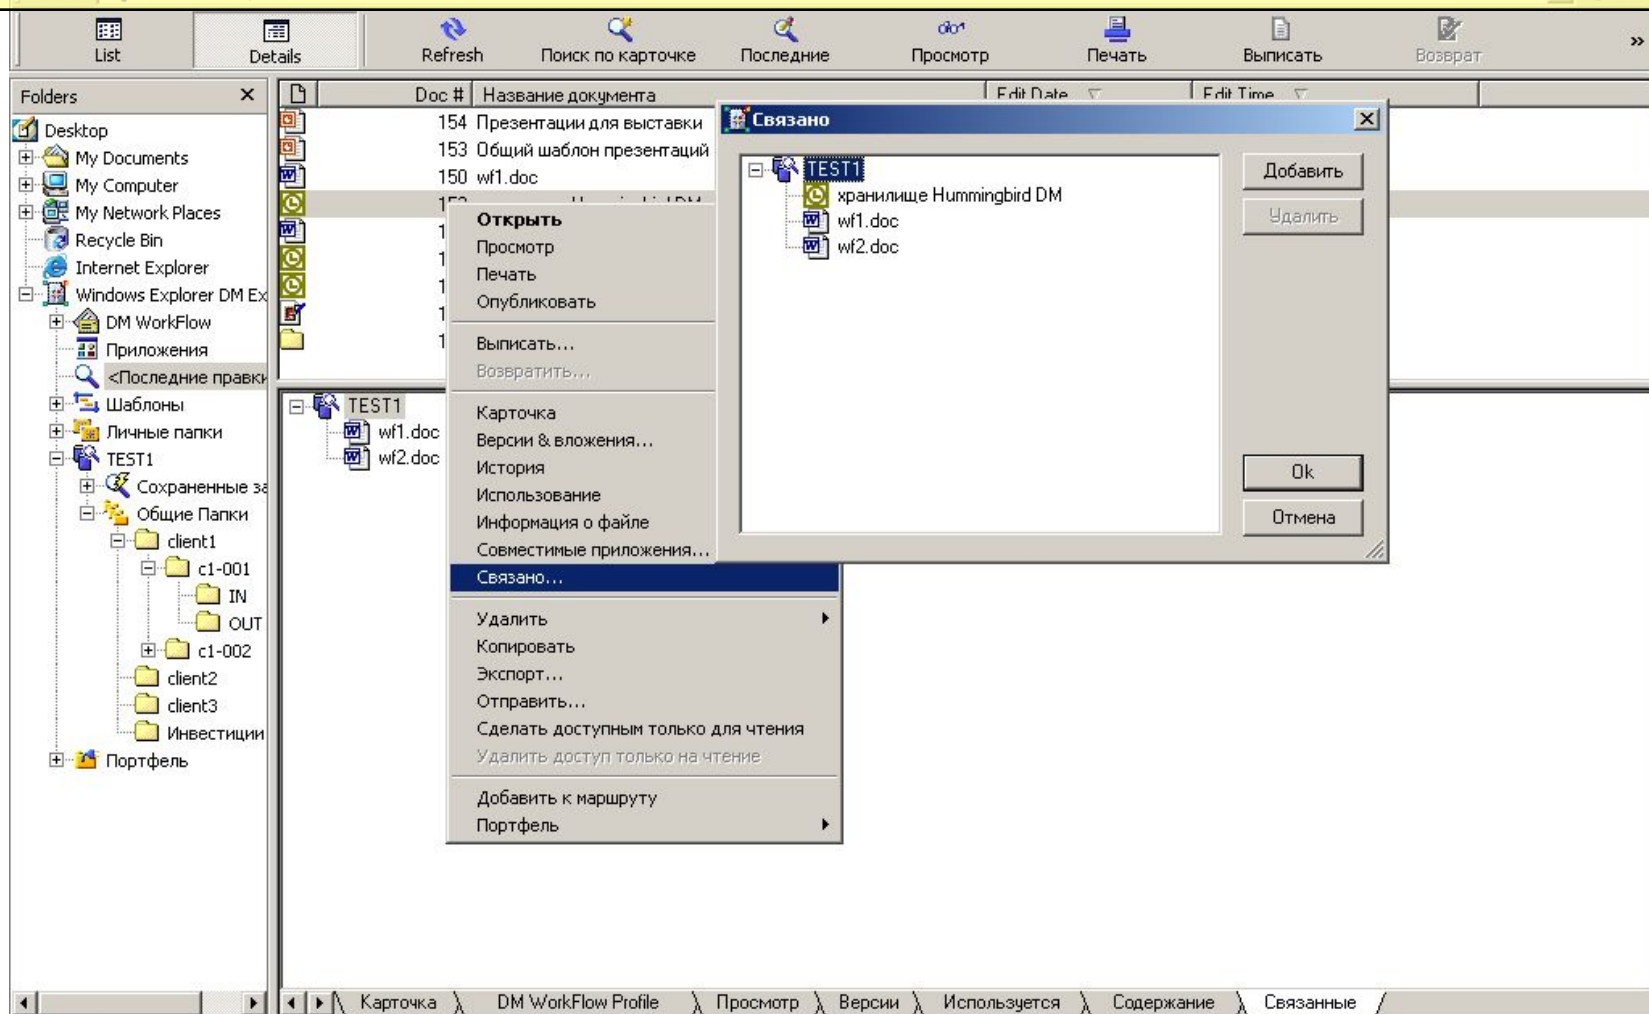 List Details Refresh Поиск по карточке Последние Просмотр Печать Выписать Возврат »
Folders
Desktop
My Documents
My Computer
My Network Places
Recycle Bin
Internet Explorer
Windows Explorer DM Ex
DM WorkFlow
Приложения
<Последние правки
Шаблоны
Личные папки
TEST1
Сохраненные за
Общие Папки
client1
c1-001
IN
OUT
c1-002
client2
client3
Инвестиции
Портфель
Doc # Название документа Edit Date Edit Time
154 Презентации для выставки
153 Общий шаблон презентаций
150 wf1.doc
TEST1
wf1.doc
wf2.doc
Открыть
Просмотр
Печать
Опубликовать
Выписать...
Возвратить...
Карточка
Версии & вложения...
История
Использование
Информация о файле
Совместимые приложения...
Связано...
Удалить
Копировать
Экспорт...
Отправить...
Сделать доступным только для чтения
Удалить доступ только на чтение
Добавить к маршруту
Портфель
Связано
TEST1
хранилище Hummingbird DM
wf1.doc
wf2.doc
Добавить
Удалить
Ok
Отмена
Карточка DM WorkFlow Profile Просмотр Версии Используется Содержание Связанные